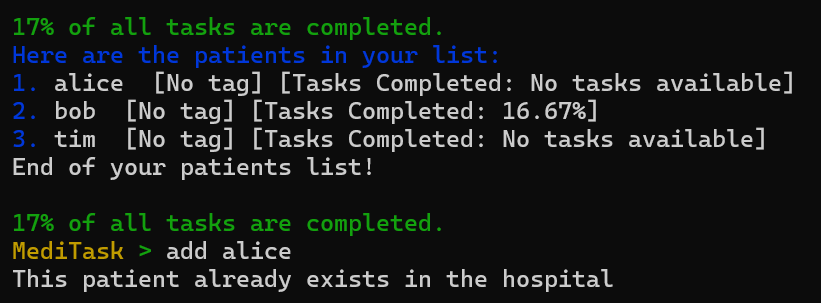 17% of all tasks are completed.
Here are the patients in your list:
1. alice  [No tag] [Tasks Completed: No tasks available]
2. bob  [No tag] [Tasks Completed: 16.67%]
3. tim  [No tag] [Tasks Completed: No tasks available]
End of your patients list!
17% of all tasks are completed.
MediTask > add alice
This patient already exists in the hospital